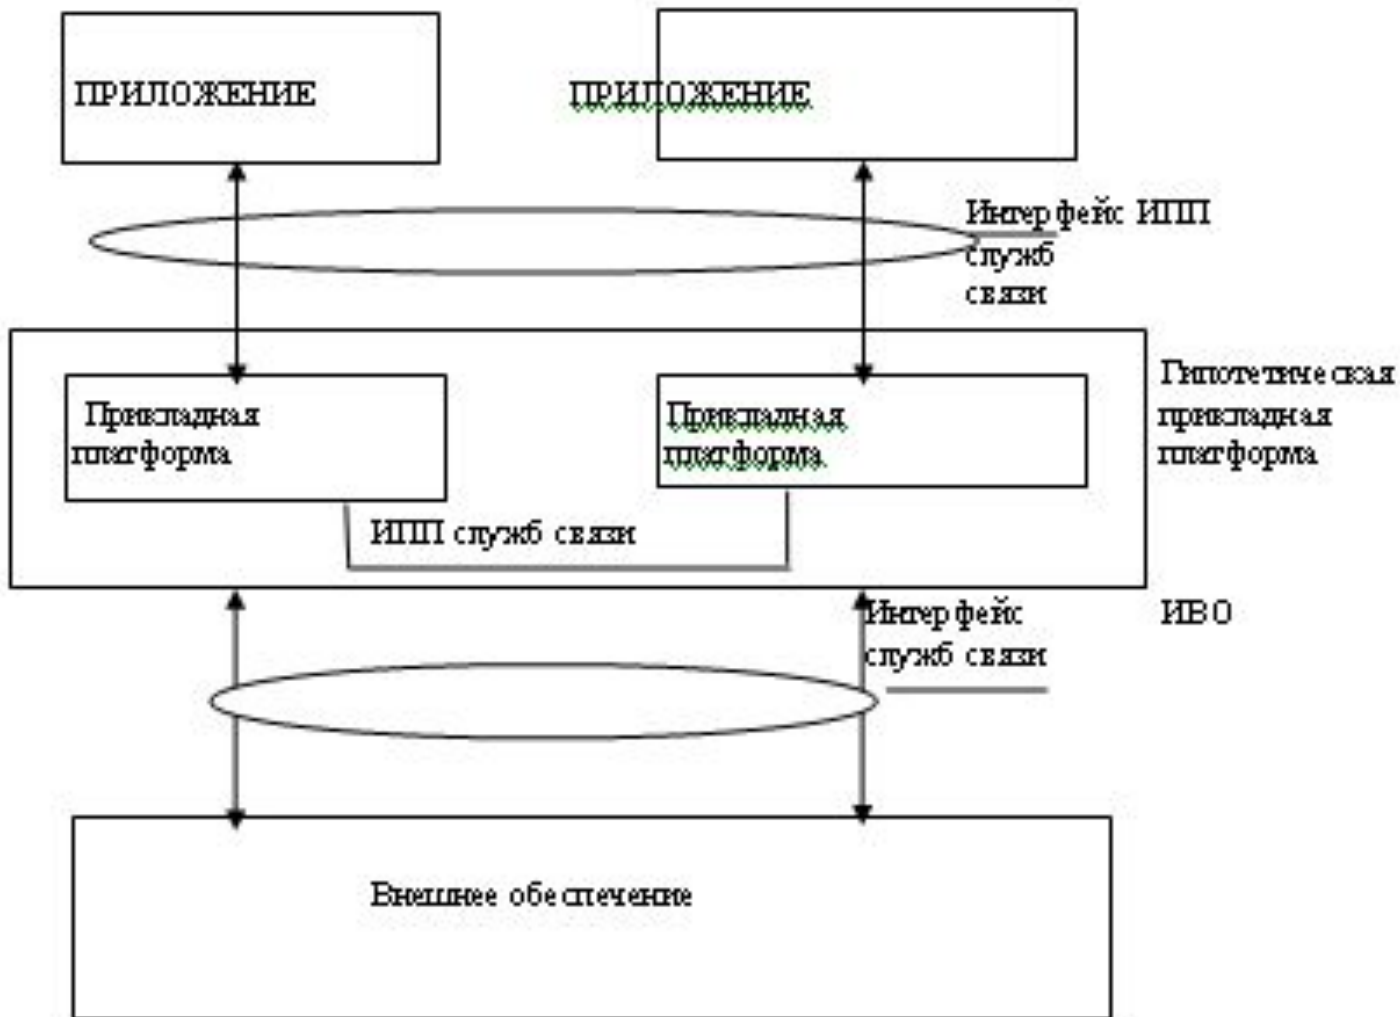 ПРИЛОЖЕНИЕ
ПРИЛОЖЕНИЕ
Интерфейс ИПП
служб
связи
Гипотетическая
прикладная
платформа
Прикладная
платформа
Прикладная
платформа
ИПП служб связи
Интерфейс
служб связи
ИВО
Внешнее обеспечение